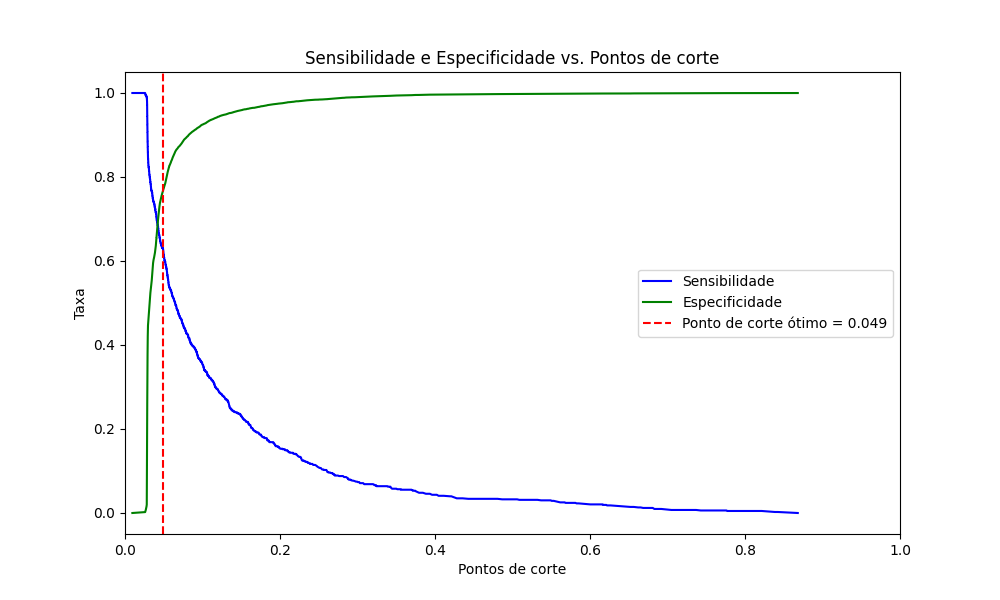 Sensibilidade e Especificidade vs. Pontos de corte
Taxa
1.0
0.8
0.6
0.4
0.2
0.0
Sensibilidade
Especificidade
Ponto de corte ótimo = 0.049
0.0 0.2 0.4 0.6 0.8 1.0
Pontos de corte